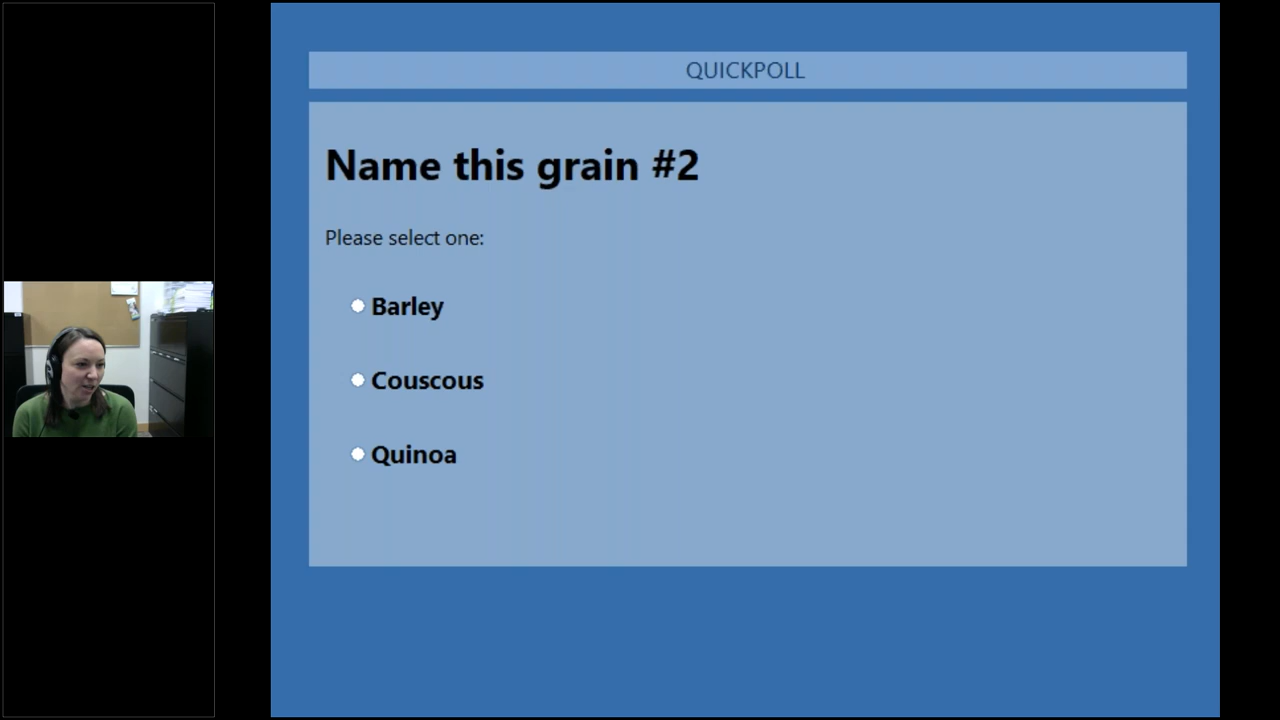 QUICKPOLL
Name this grain #2
Please select one:
Barley
Couscous
Quinoa